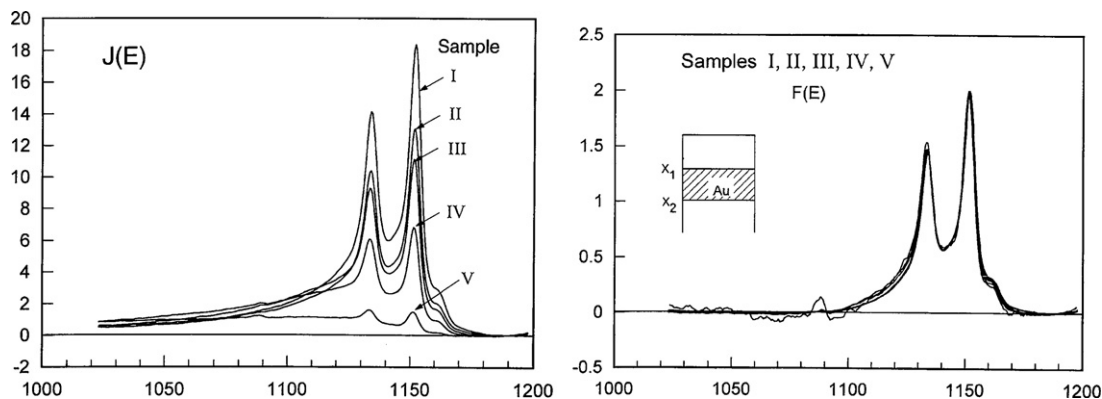 20
18
16
14
12
10
8
6
4
2
0
-2
J(E)
Sample
I
II
III
IV
V
1000 1050 1100 1150 1200
2.5
2
1.5
1
0.5
0
-0.5
Samples I, II, III, IV, V
F(E)
X1
Au
X2
1000 1050 1100 1150 1200